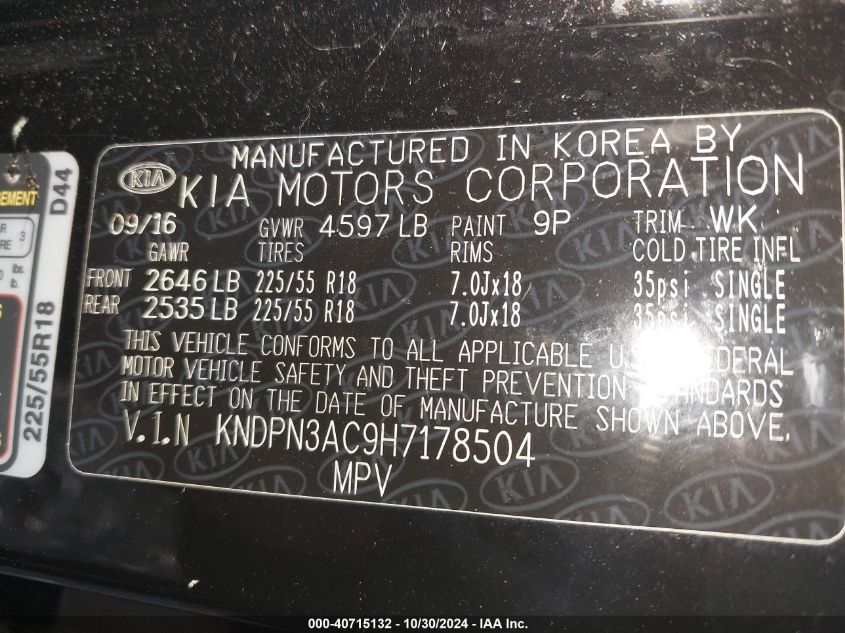 MANUFACTURED IN KOREA BY
KIA KIA MOTORS CORPORATION
09/16 GVWR 4597 LB PAINT 9P TRIM WK
GAWR TIRES RIMS COLD TIRE INFL
FRONT 2646 LB 225/55 R18 7.0Jx18 35psi SINGLE
REAR 2535 LB 225/55 R18 7.0Jx18 35psi SINGLE
THIS VEHICLE CONFORMS TO ALL APPLICABLE FEDERAL
MOTOR VEHICLE SAFETY AND THEFT PREVENTION STANDARDS
IN EFFECT ON THE DATE OF MANUFACTURE SHOWN ABOVE.
V.I.N KNDPN3AC9H7178504
MPV
D44
225/55R18
3
lbs.
000-40715132 - 10/30/2024 - IAA Inc.